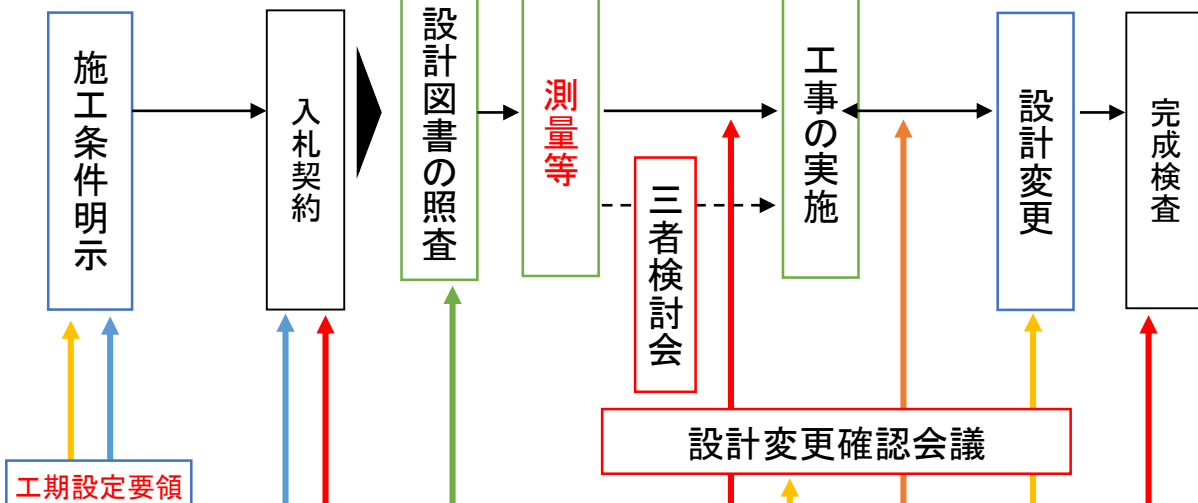 施工条件明示
入札契約
設計図書の照査
測量等
三者検討会
工事の実施
設計変更
完成検査
設計変更確認会議
工期設定要領